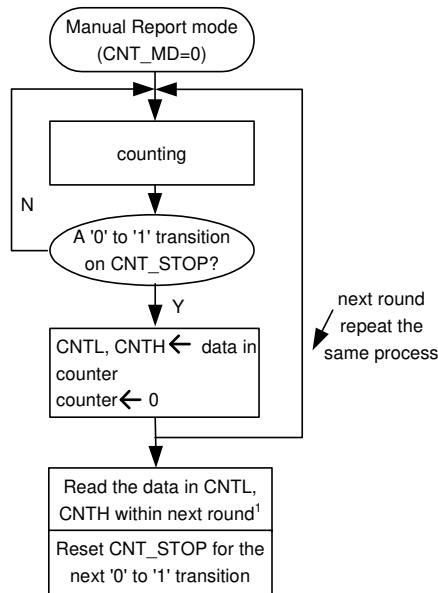 Manual Report mode
(CNT_MD=0)
counting
N
A '0' to '1' transition
on CNT_STOP?
Y
next round
repeat the
same process
CNTL, CNTH ← data in
counter
counter ← 0
Read the data in CNTL,
CNTH within next round¹
Reset CNT_STOP for the
next '0' to '1' transition